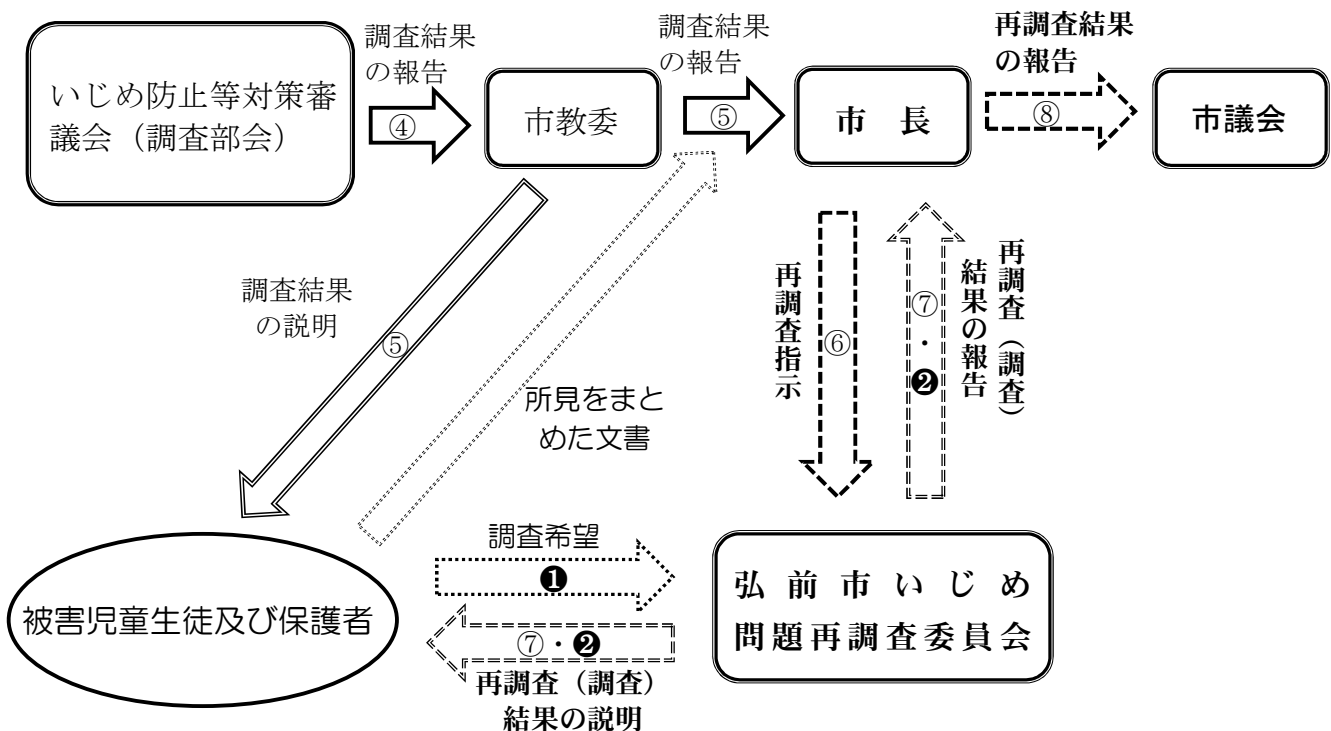 調査結果
の報告
調査結果
の報告
再調査結果
の報告
いじめ防止等対策審
議会（調査部会）
④
市教委
⑤
市　長
⑧
市議会
調査結果
の説明
⑤
所見をまと
めた文書
再調査指示
⑥
⑦・❷
再調査（調査）
結果の報告
調査希望
❶
被害児童生徒及び保護者
⑦・❷
再調査（調査）
結果の説明
弘前市いじめ
問題再調査委員会